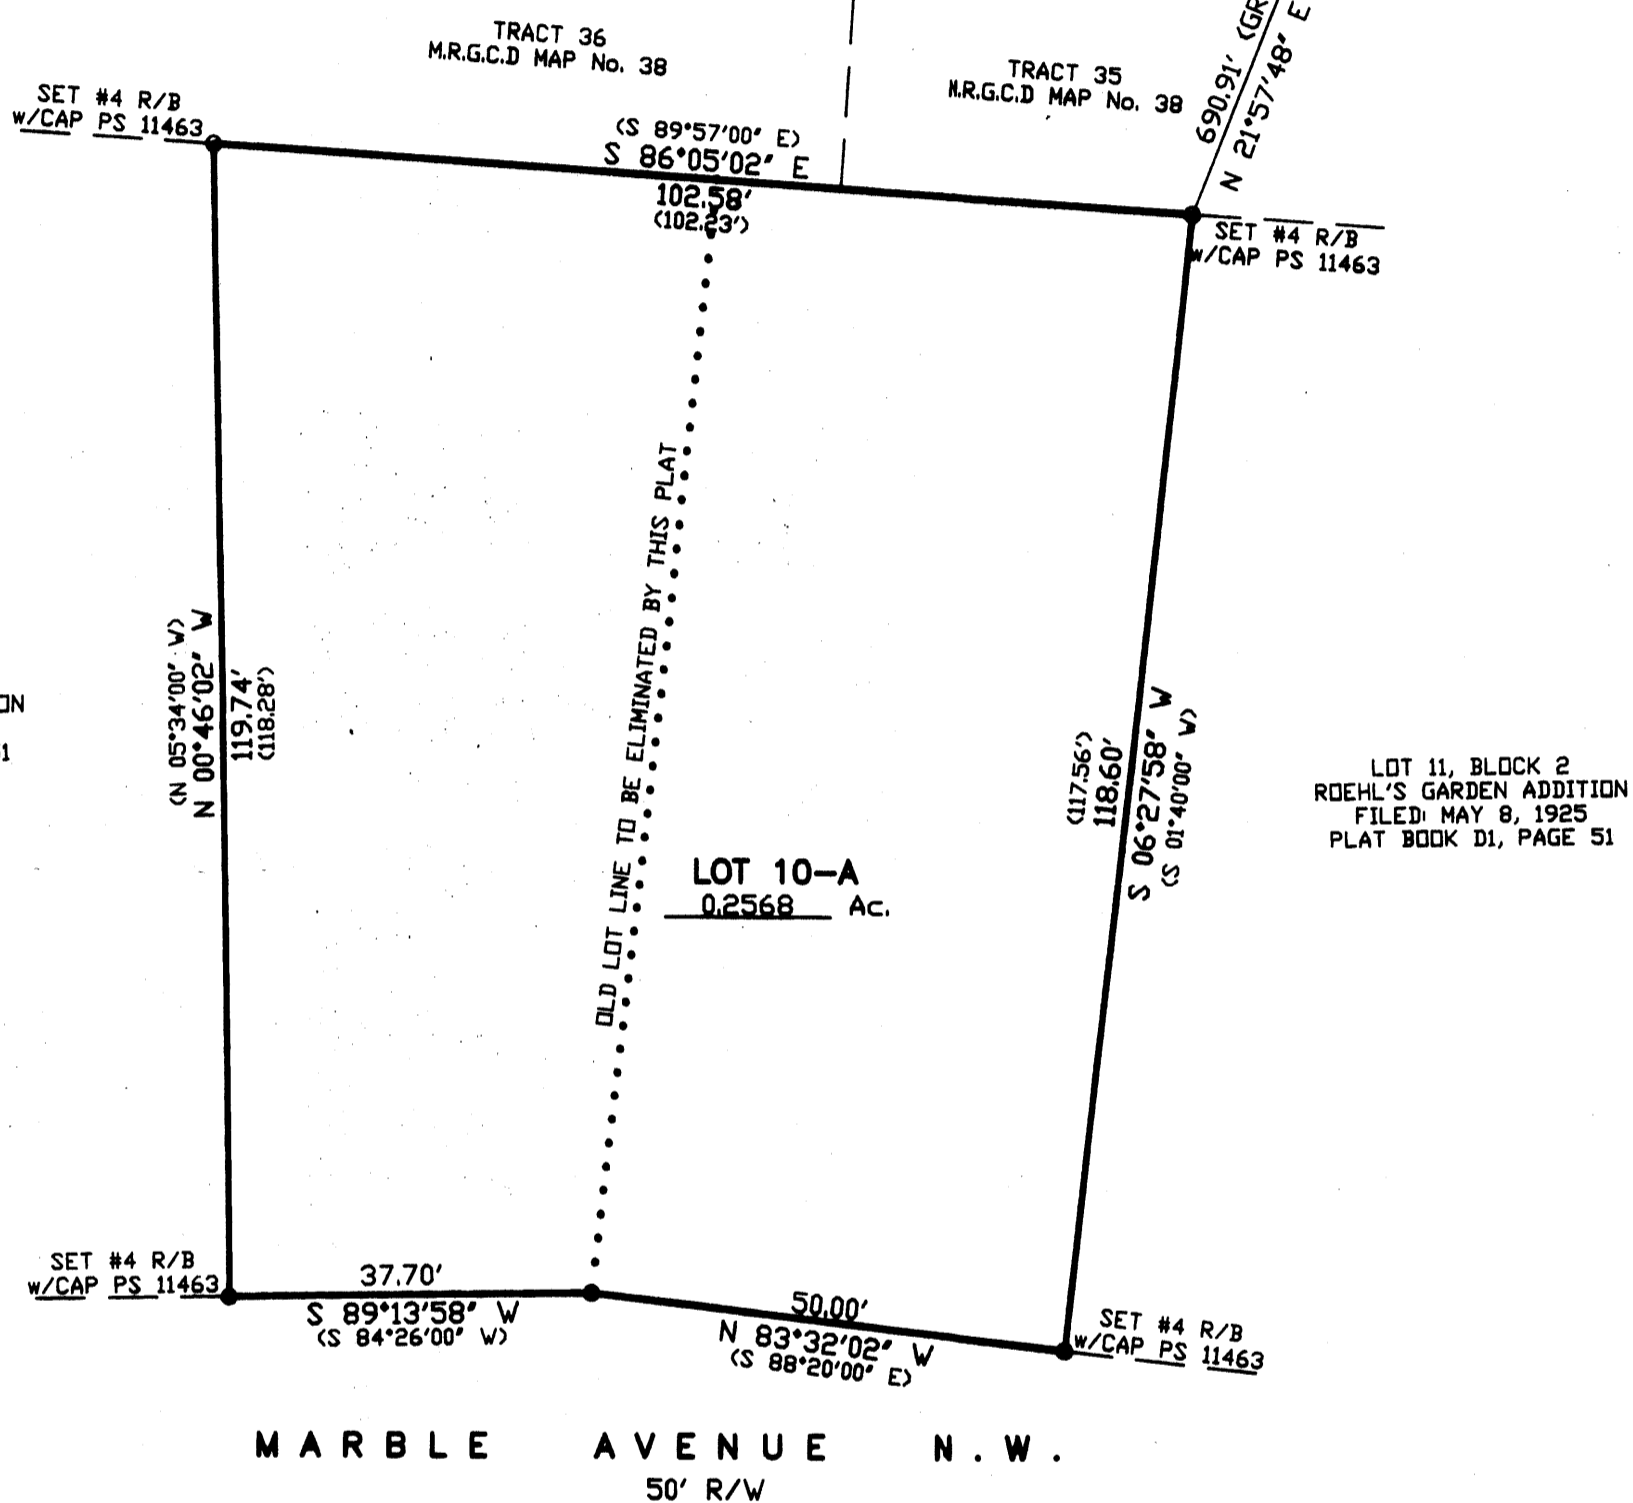 TRACT 36
M.R.G.C.D MAP No. 38
TRACT 35
M.R.G.C.D MAP No. 38
690.91'
N 21°57'48" E
SET #4 R/B
w/CAP PS 11463
(S 89°57'00" E)
S 86°05'02" E
102.58'
(102.23')
SET #4 R/B
w/CAP PS 11463
(N 05°34'00" W)
N 00°46'02" W
119.74'
(118.28')
OLD LOT LINE TO BE ELIMINATED BY THIS PLAT
LOT 10-A
0.2568 Ac.
(117.56')
118.60'
S 06°27'58" W
(S 01°40'00" W)
LOT 11, BLOCK 2
ROEHL'S GARDEN ADDITION
FILED: MAY 8, 1925
PLAT BOOK D1, PAGE 51
SET #4 R/B
w/CAP PS 11463
37.70'
S 89°13'58" W
(S 84°26'00" W)
50.00'
N 83°32'02" W
(S 88°20'00" E)
SET #4 R/B
w/CAP PS 11463
MARBLE AVENUE N.W.
50' R/W